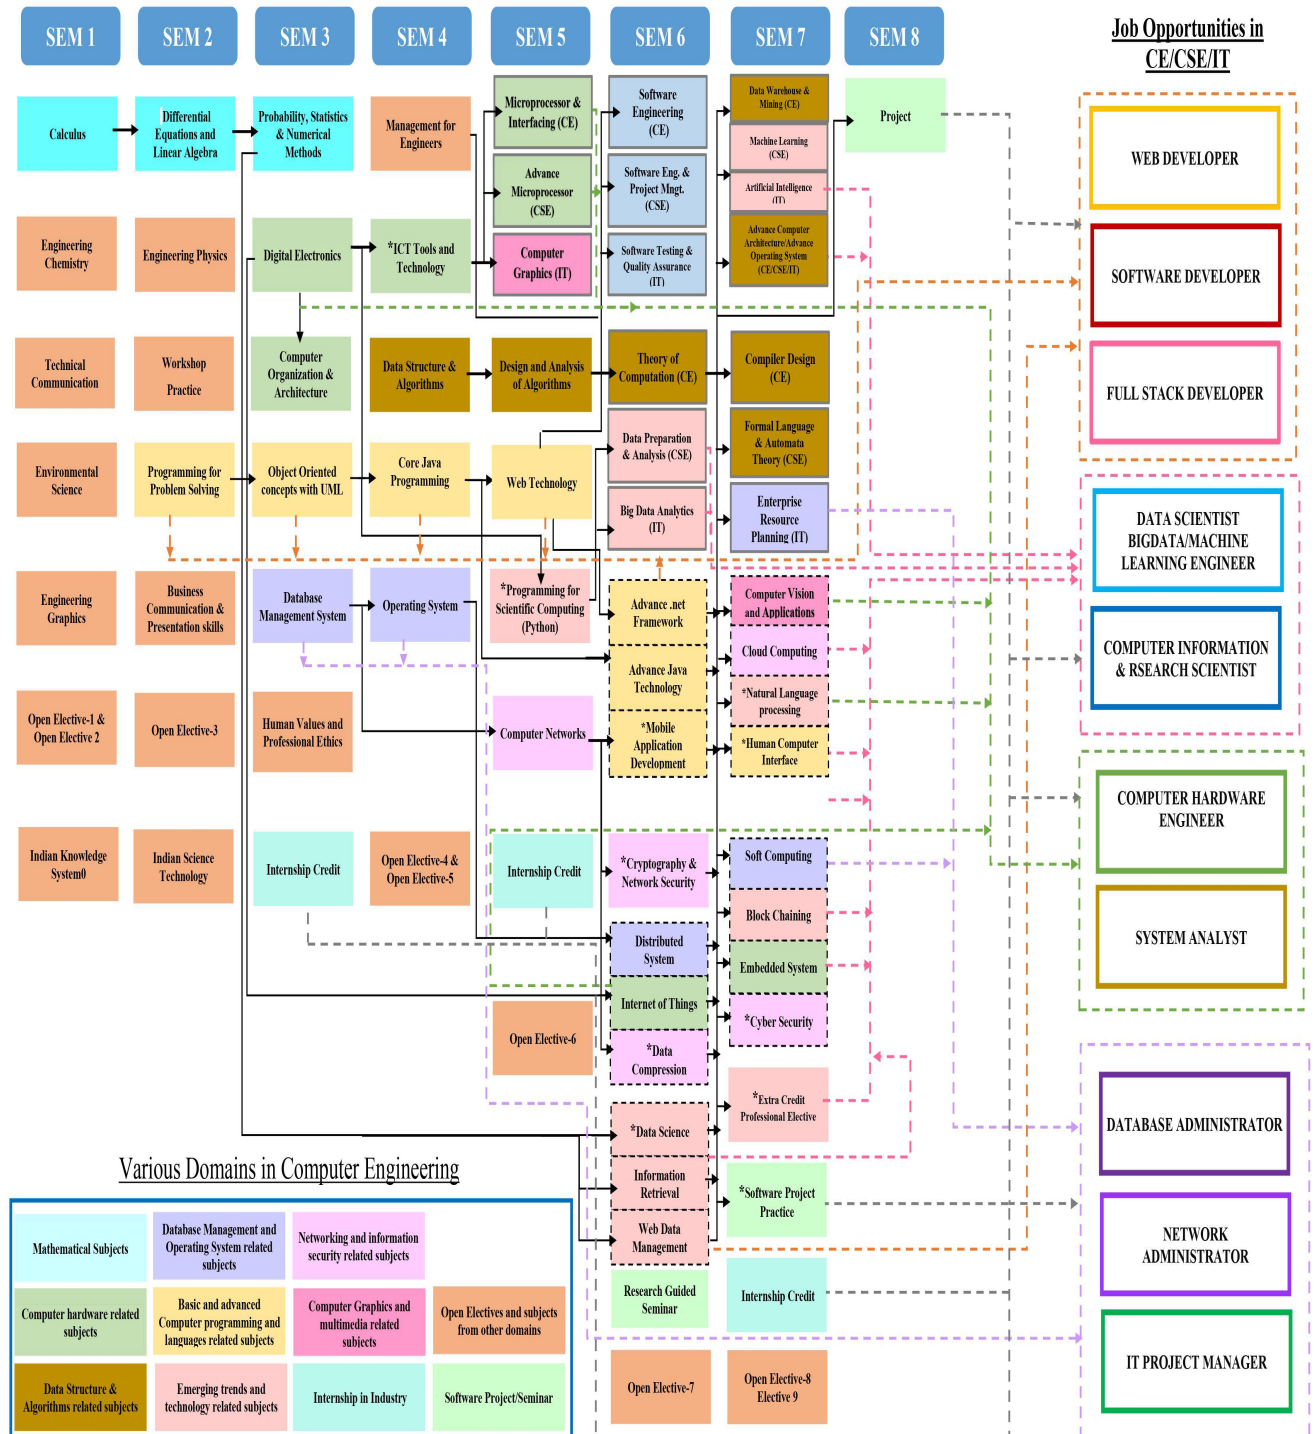 SEM 1
SEM 2
SEM 3
SEM 4
SEM 5
SEM 6
SEM 7
SEM 8
Job Opportunities in
CE/CSE/IT
Calculus
Differential
Equations and
Linear Algebra
Probability, Statistics
& Numerical
Methods
Management for
Engineers
Microprocessor &
Interfacing (CE)
Advance
Microprocessor
(CSE)
Computer
Graphics (IT)
Software
Engineering
(CE)
Software Eng. &
Project Mngt.
(CSE)
Software Testing &
Quality Assurance
(IT)
Data Warehouse &
Mining (CE)
Machine Learning
(CSE)
Artificial Intelligence
(IT)
Advance Computer
Architecture/Advance
Operating System
(CE/CSE/IT)
Project
WEB DEVELOPER
SOFTWARE DEVELOPER
FULL STACK DEVELOPER
Engineering
Chemistry
Engineering Physics
Digital Electronics
*ICT Tools and
Technology
Technical
Communication
Workshop
Practice
Computer
Organization &
Architecture
Data Structure &
Algorithms
Design and Analysis
of Algorithms
Theory of
Computation (CE)
Compiler Design
(CE)
Environmental
Science
Programming for
Problem Solving
Object Oriented
concepts with UML
Core Java
Programming
Web Technology
Data Preparation
& Analysis (CSE)
Big Data Analytics
(IT)
Formal Language
& Automata
Theory (CSE)
Enterprise
Resource
Planning (IT)
DATA SCIENTIST
BIGDATA/MACHINE
LEARNING ENGINEER
COMPUTER INFORMATION
& RSEARCH SCIENTIST
Engineering
Graphics
Business
Communication &
Presentation skills
Database
Management System
Operating System
*Programming for
Scientific Computing
(Python)
Advance .net
Framework
Advance Java
Technology
*Mobile
Application
Development
Computer Vision
and Applications
Cloud Computing
*Natural Language
processing
*Human Computer
Interface
Open Elective-1 &
Open Elective 2
Open Elective-3
Human Values and
Professional Ethics
Computer Networks
COMPUTER HARDWARE
ENGINEER
SYSTEM ANALYST
Indian Knowledge
System0
Indian Science
Technology
Internship Credit
Open Elective-4 &
Open Elective-5
Internship Credit
*Cryptography &
Network Security
Distributed
System
Internet of Things
*Data
Compression
Soft Computing
Block Chaining
Embedded System
*Cyber Security
Open Elective-6
*Data Science
Information
Retrieval
Web Data
Management
*Extra Credit
Professional Elective
*Software Project
Practice
Research Guided
Seminar
Internship Credit
Open Elective-7
Open Elective-8
Elective 9
DATABASE ADMINISTRATOR
NETWORK
ADMINISTRATOR
IT PROJECT MANAGER
Various Domains in Computer Engineering
Mathematical Subjects
Database Management and
Operating System related
subjects
Networking and information
security related subjects
Computer hardware related
subjects
Basic and advanced
Computer programming and
languages related subjects
Computer Graphics and
multimedia related
subjects
Open Electives and subjects
from other domains
Data Structure &
Algorithms related subjects
Emerging trends and
technology related subjects
Internship in Industry
Software Project/Seminar